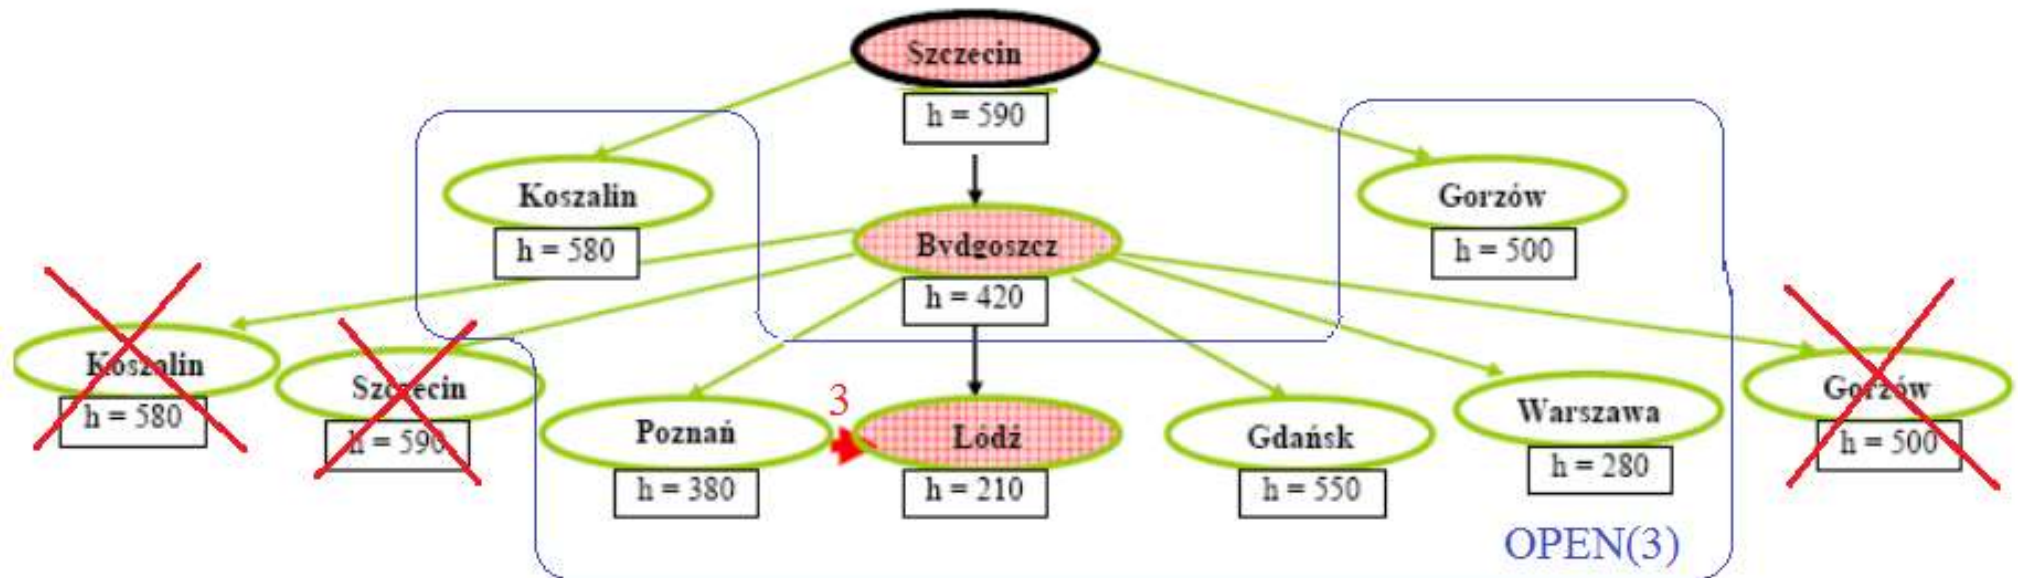 Szczecin
h = 590
Koszalin
h = 580
Gorzów
h = 500
Bydgoszcz
h = 420
Koszalin
h = 580
Szczecin
h = 590
Poznań
h = 380
3
Łódź
h = 210
Gdańsk
h = 550
Warszawa
h = 280
Gorzów
h = 500
OPEN(3)